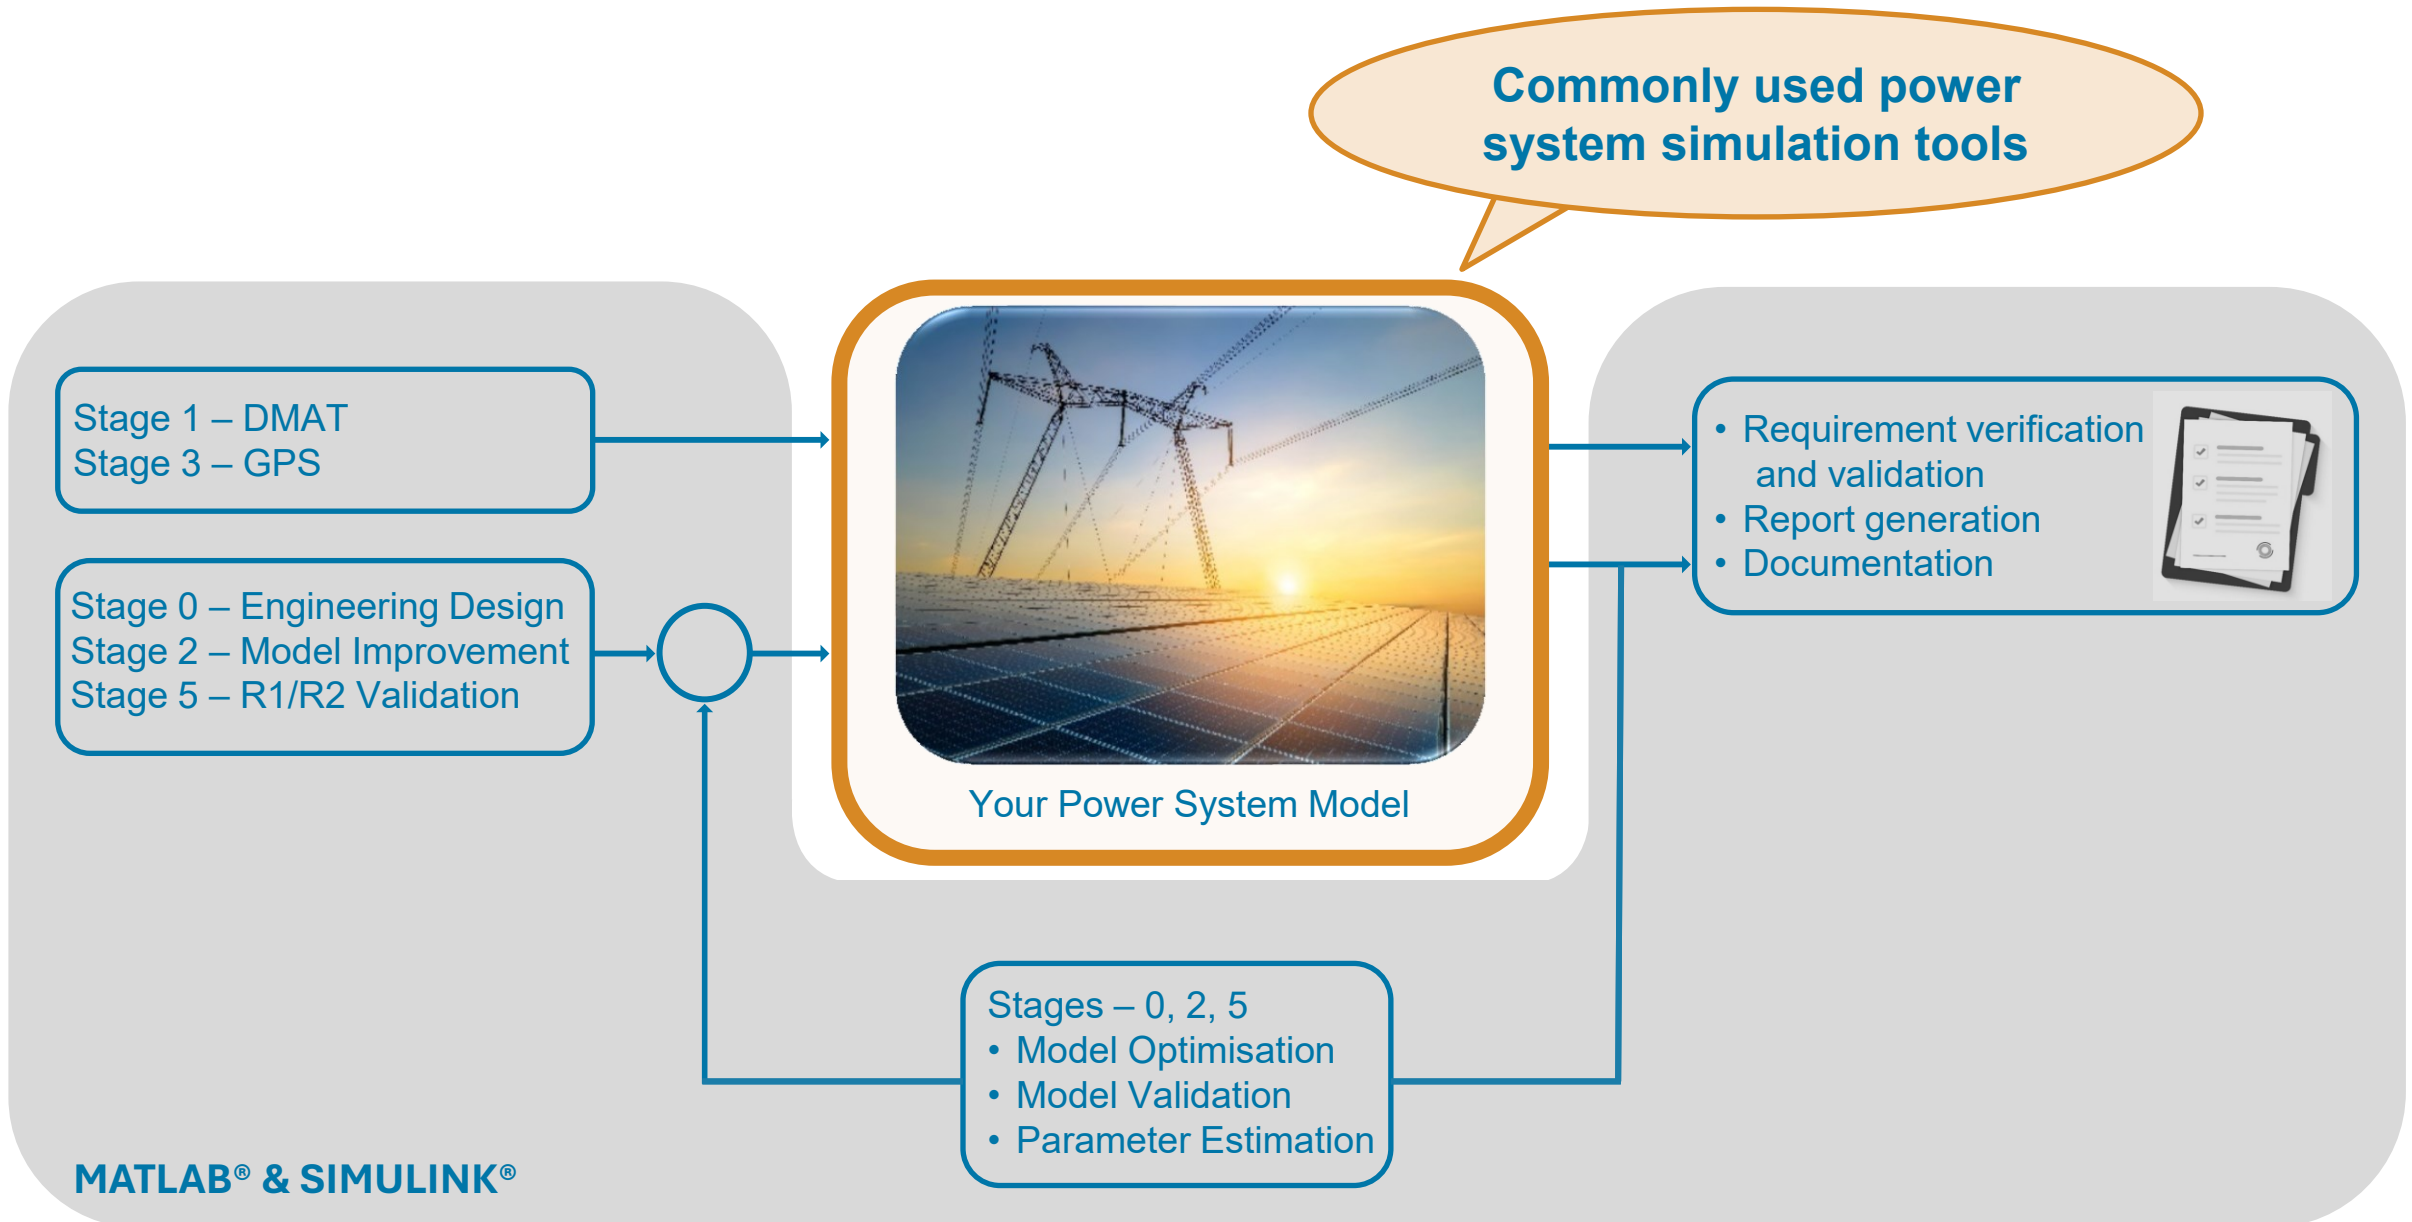 Commonly used power
system simulation tools
Stage 1 – DMAT
Stage 3 – GPS
Stage 0 – Engineering Design
Stage 2 – Model Improvement
Stage 5 – R1/R2 Validation
Your Power System Model
• Requirement verification
and validation
• Report generation
• Documentation
Stages – 0, 2, 5
• Model Optimisation
• Model Validation
• Parameter Estimation
MATLAB® & SIMULINK®